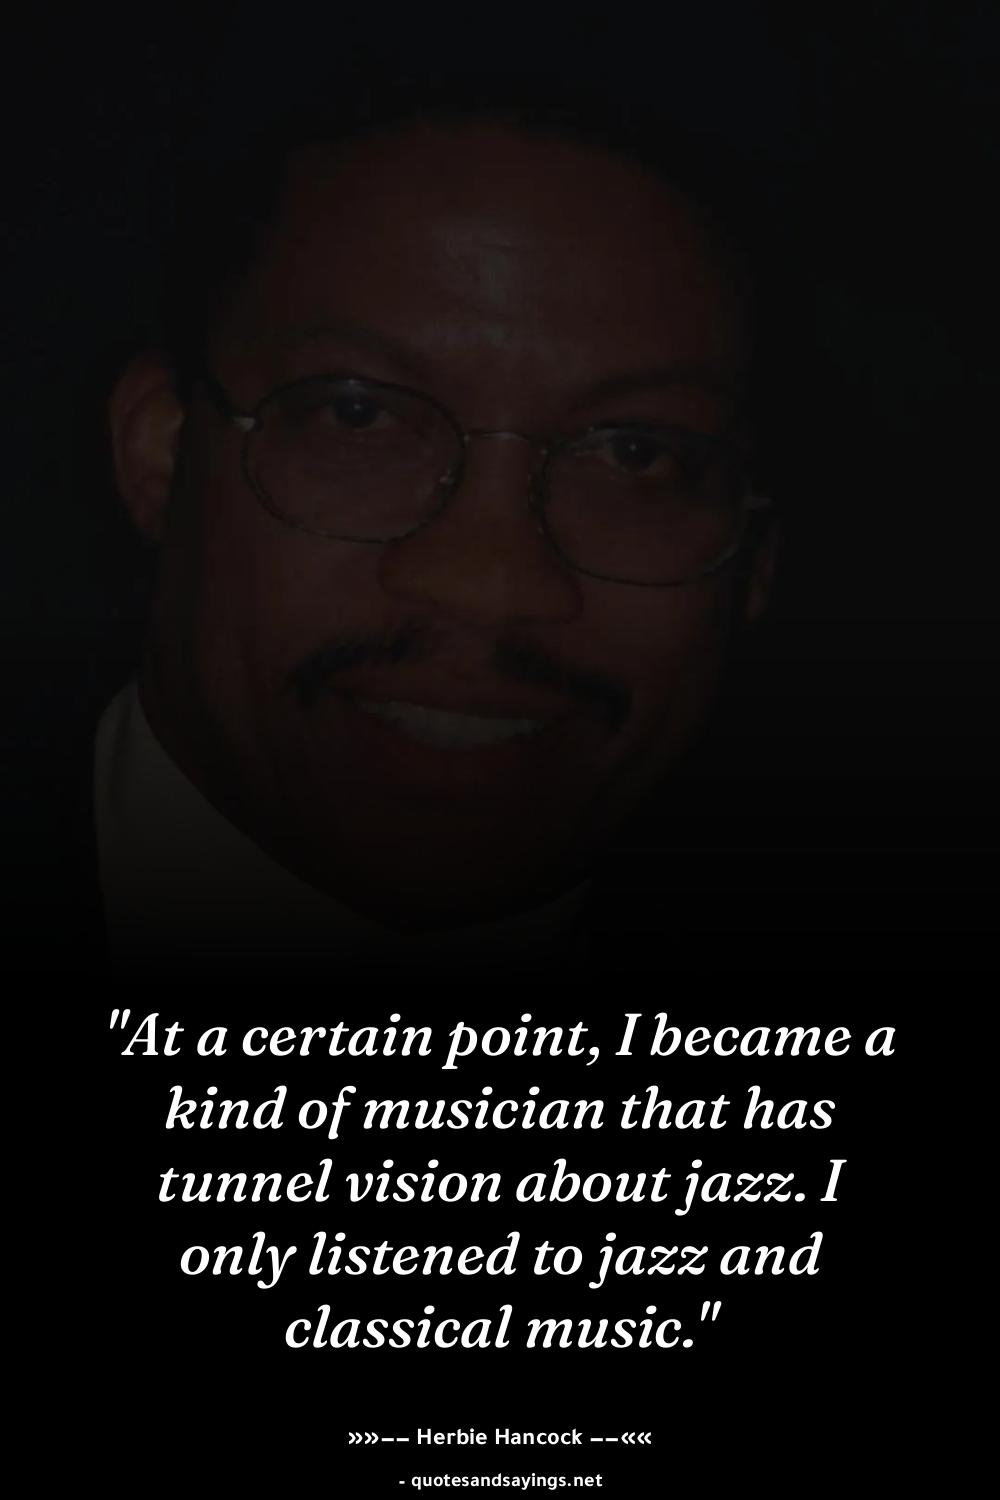 "At a certain point, I became a
kind of musician that has
tunnel vision about jazz. I
only listened to jazz and
classical music."
»»–– Herbie Hancock ––««
- quotesandsayings.net